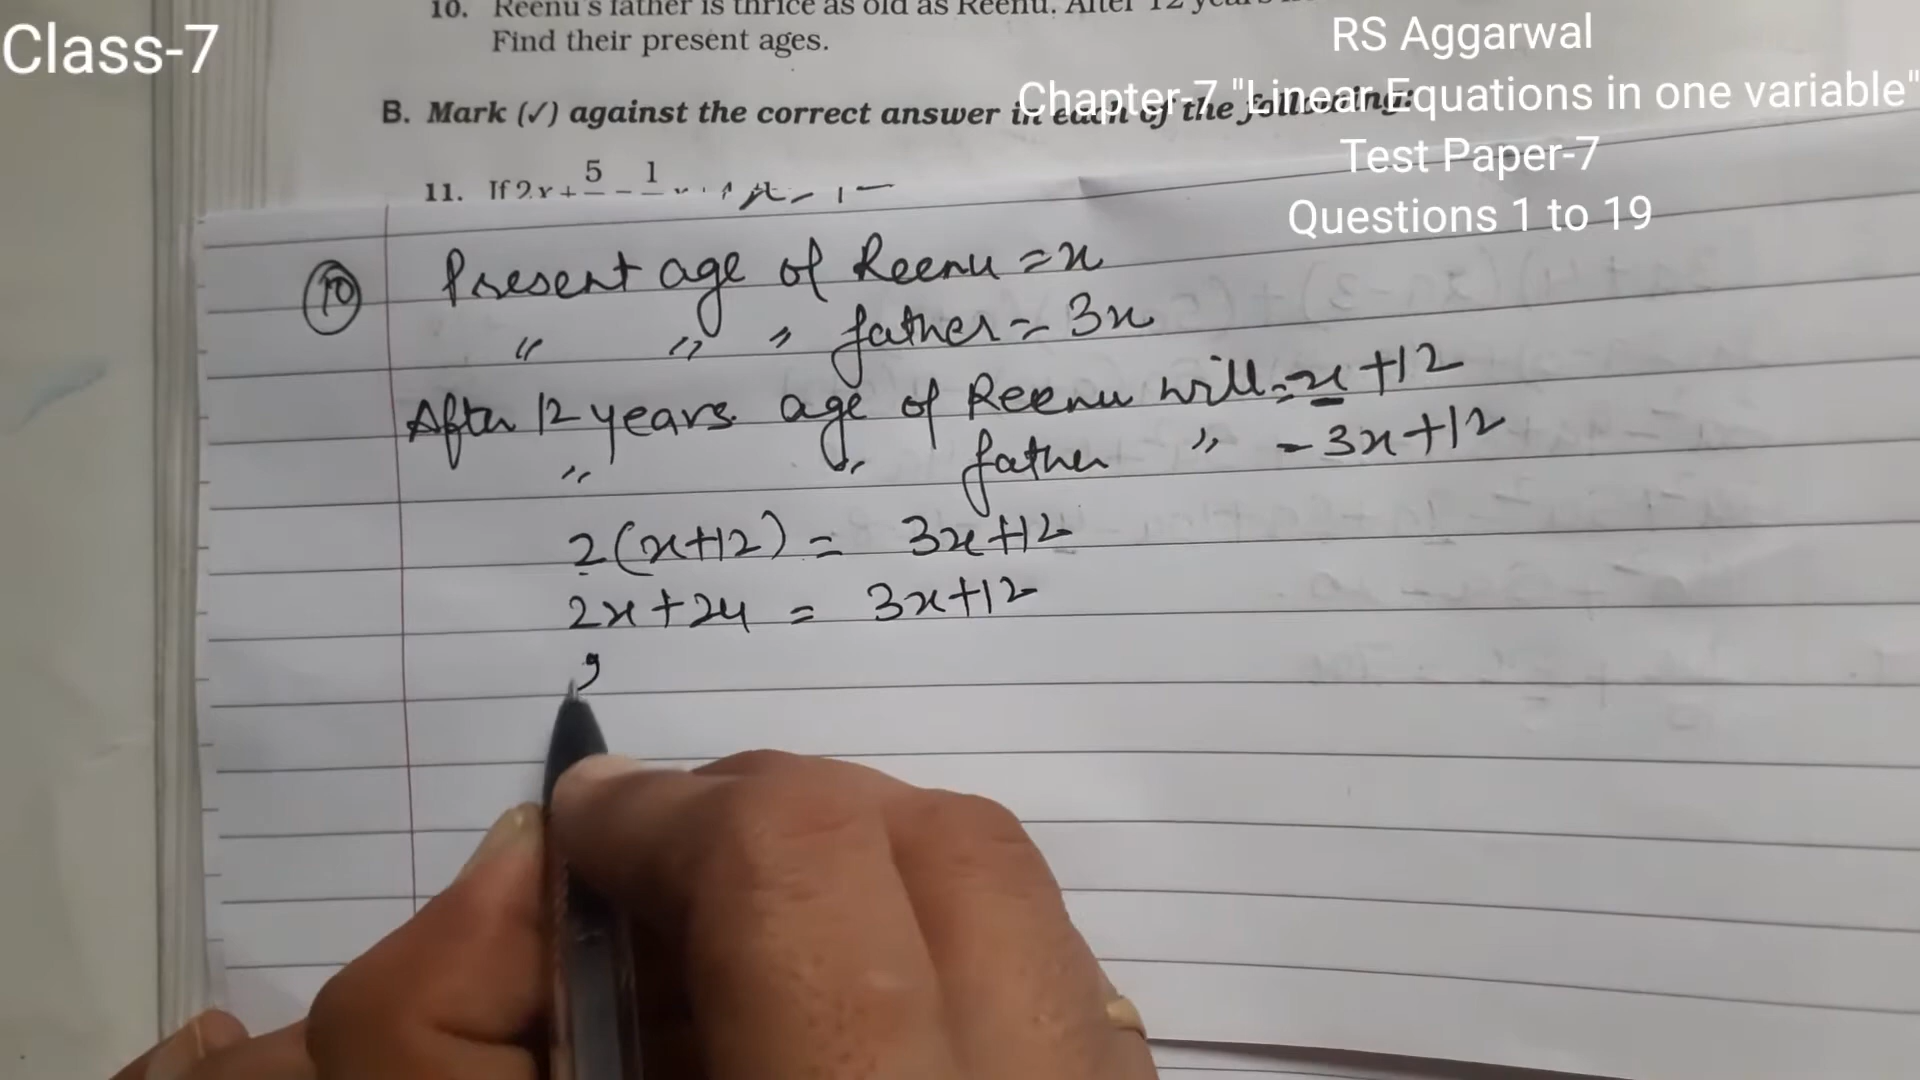 Class-7
RS Aggarwal
Chapter-7 "Linear Equations in one variable"
Test Paper-7
Questions 1 to 19
10. Reenu's father is thrice as old as Reenu. After 12 years
Find their present ages.
B. Mark (✓) against the correct answer in each of the following:
11. If 2x + 5 - 1
10 Present age of Reenu = x
" " " father = 3x
After 12 years age of Reenu will = x + 12
" " father " - 3x + 12
2(x+12) = 3x+12
2x+24 = 3x+12